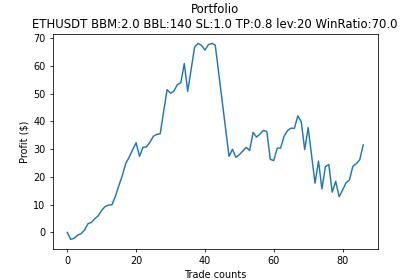 Portfolio
ETHUSDT BBM:2.0 BBL:140 SL:1.0 TP:0.8 lev:20 WinRatio:70.0
70
60
50
40
30
20
10
0
Profit ($)
0 20 40 60 80
Trade counts